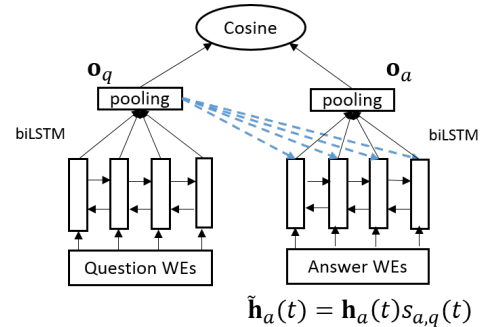 Cosine
𝐨_q
𝐨_a
pooling
pooling
biLSTM
biLSTM
Question WEs
Answer WEs
𝐡̃_a(t) = 𝐡_a(t)s_{a,q}(t)